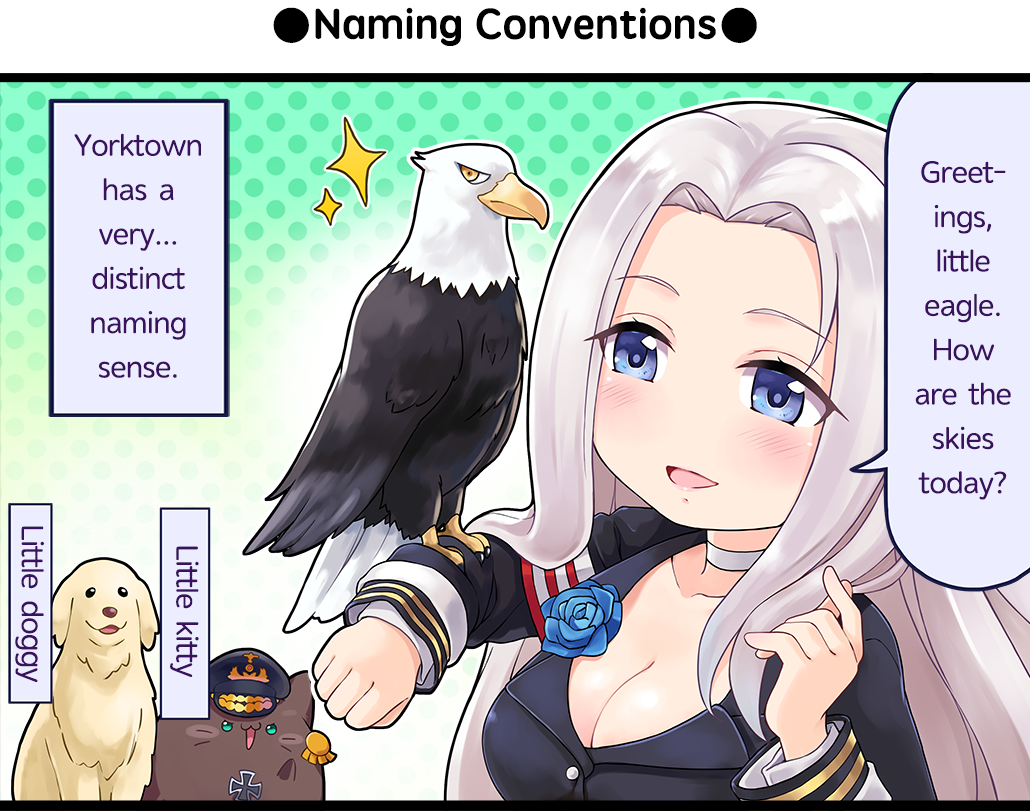 ●Naming Conventions●
Yorktown
has a
very...
distinct
naming
sense.
Greet-
ings,
little
eagle.
How
are the
skies
today?
Little doggy
Little kitty